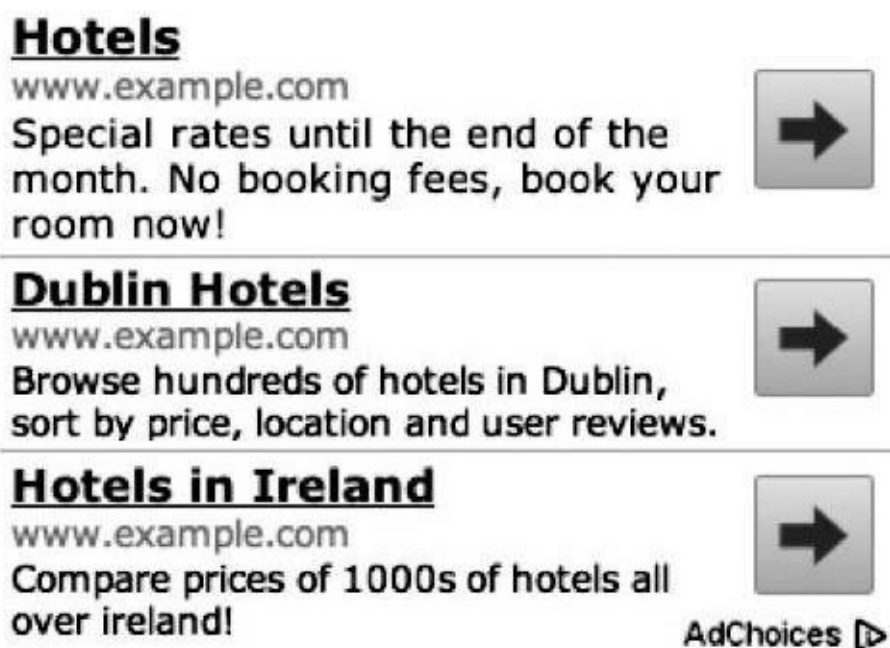 Hotels
www.example.com
Special rates until the end of the
month. No booking fees, book your
room now!
Dublin Hotels
www.example.com
Browse hundreds of hotels in Dublin,
sort by price, location and user reviews.
Hotels in Ireland
www.example.com
Compare prices of 1000s of hotels all
over ireland!
AdChoices